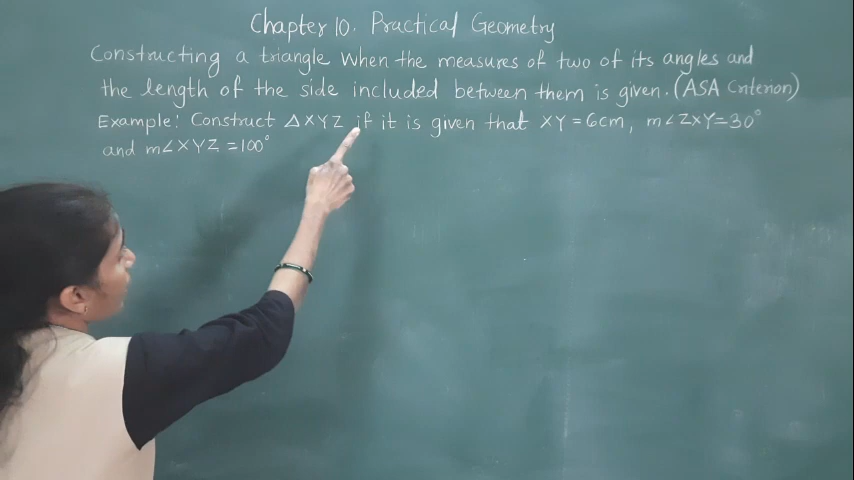 Chapter 10. Practical Geometry
Constructing a triangle when the measures of two of its angles and
the length of the side included between them is given. (ASA Criterion)
Example: Construct △XYZ if it is given that XY = 6cm, m∠ZXY = 30°
and m∠XYZ = 100°